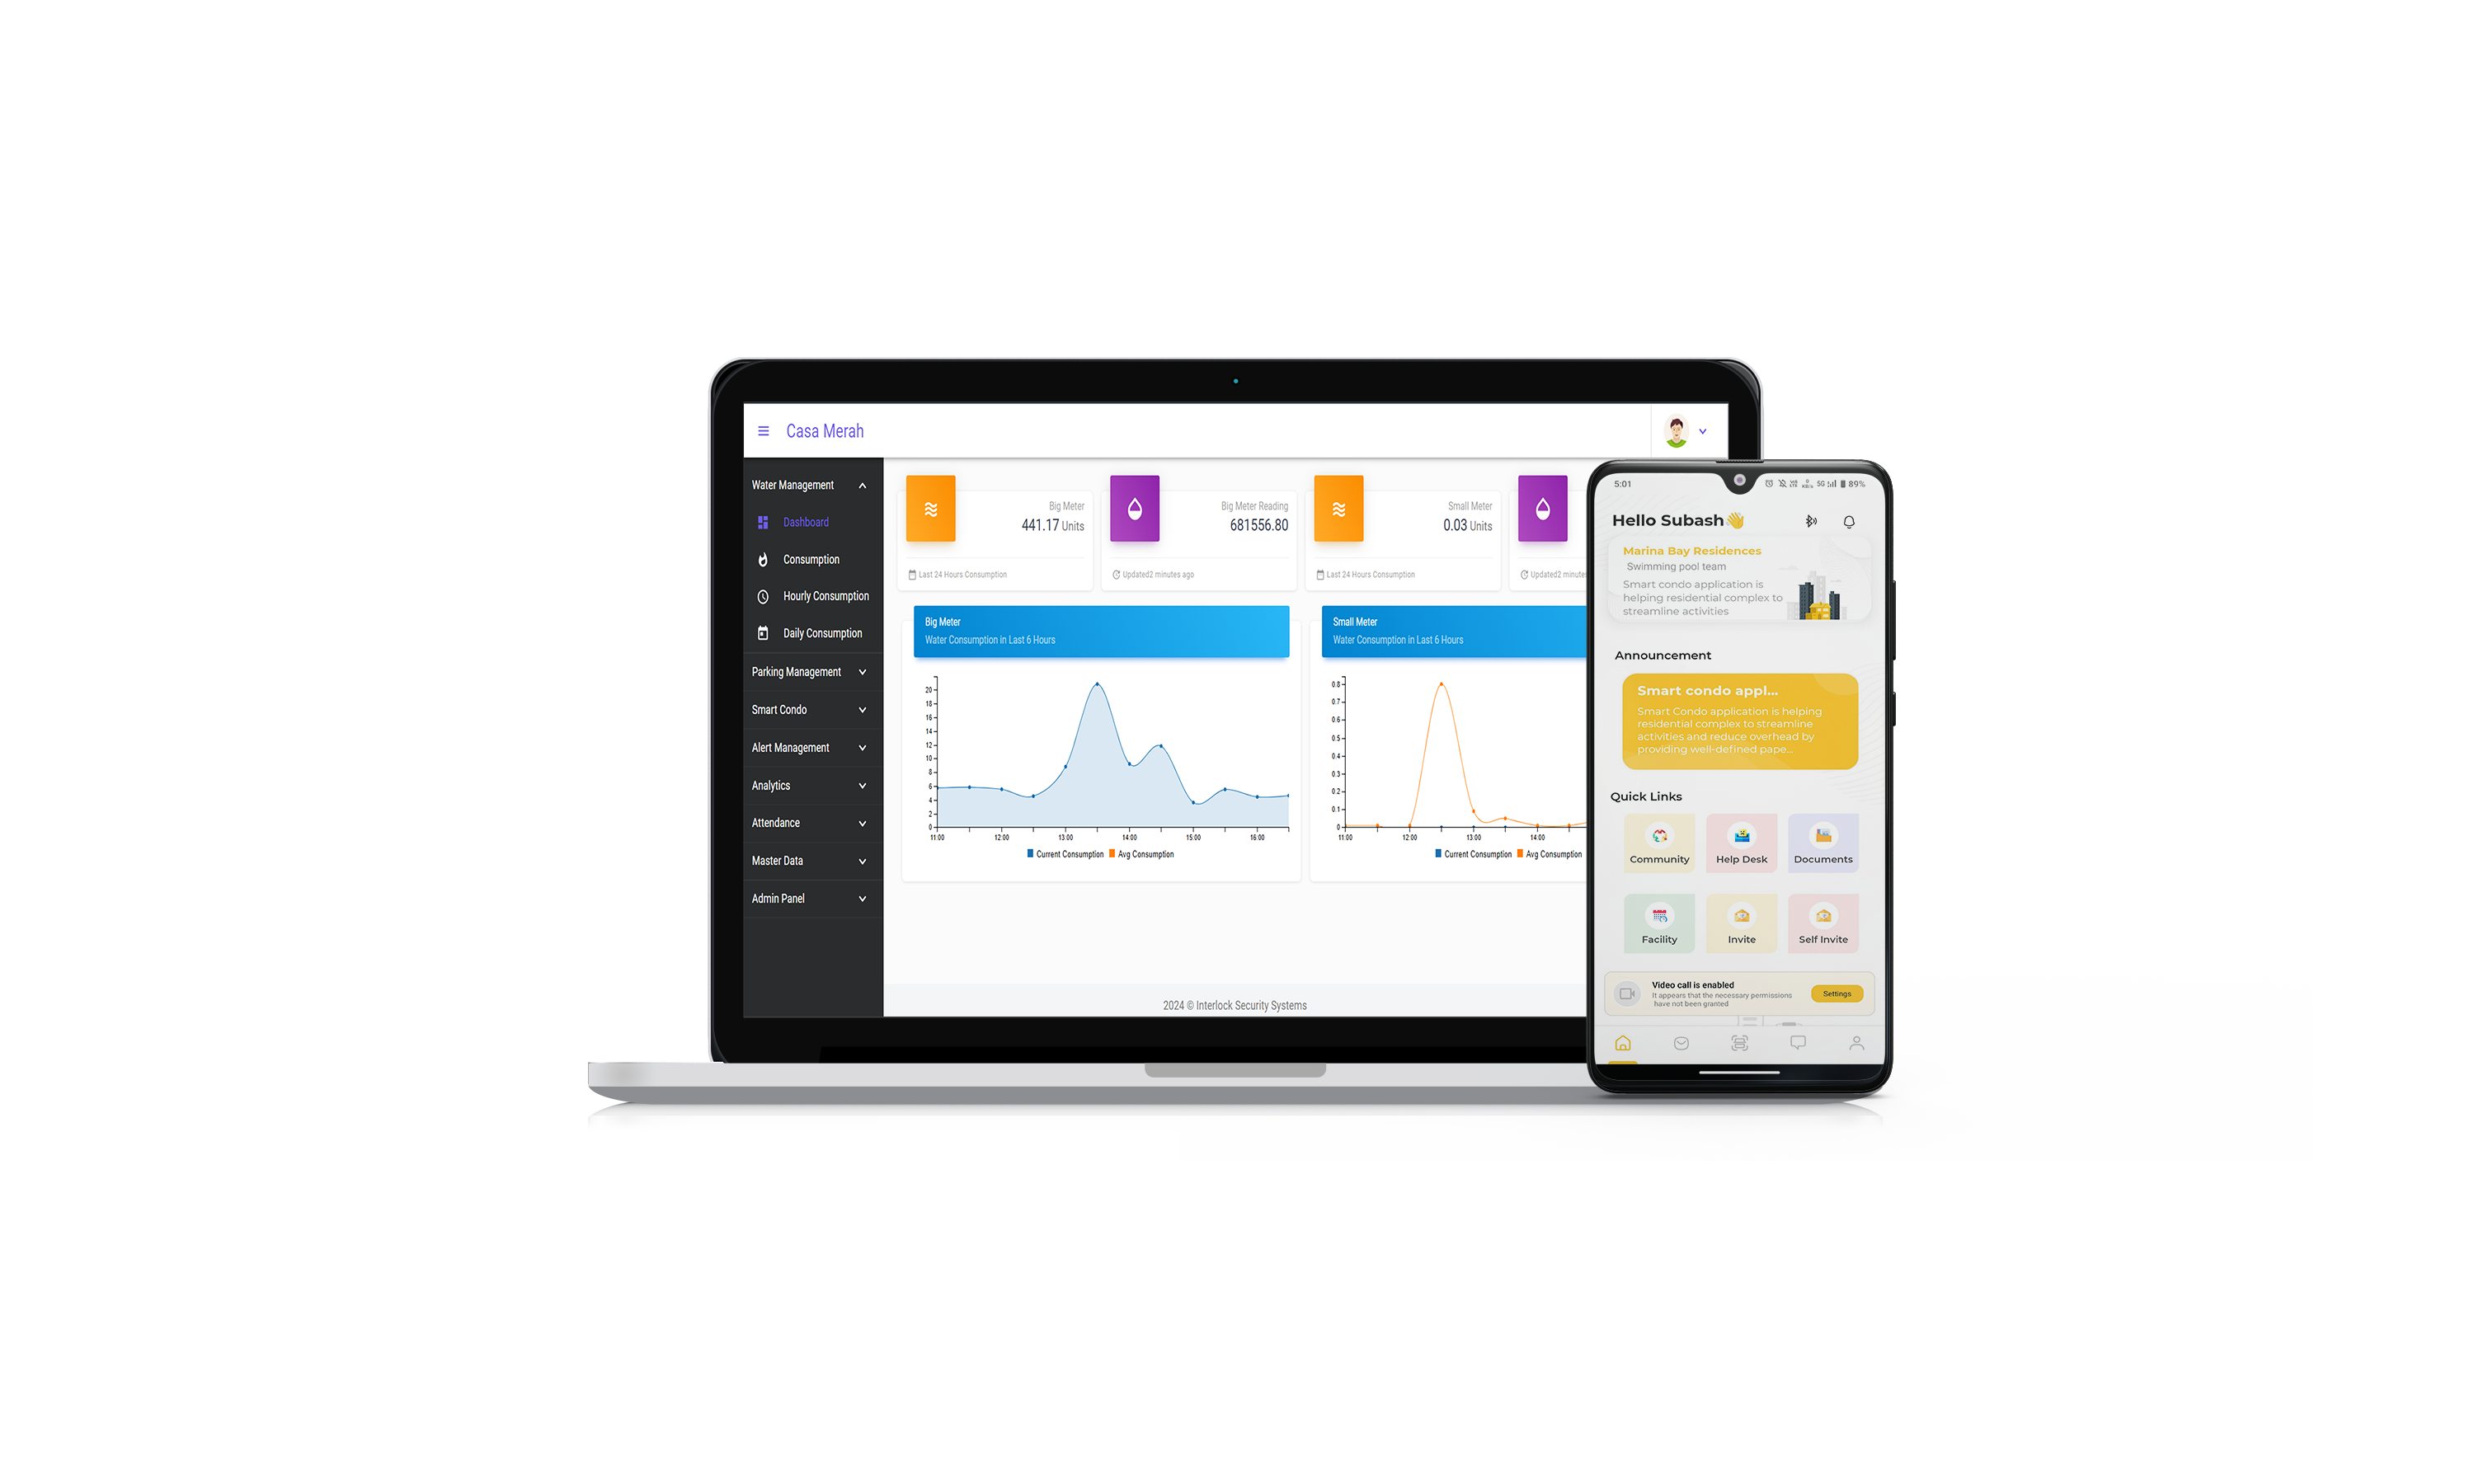 Casa Merah
Water Management
Dashboard
Consumption
Hourly Consumption
Daily Consumption
Parking Management
Smart Condo
Alert Management
Analytics
Attendance
Master Data
Admin Panel
Big Meter
441.17 Units
Last 24 Hours Consumption
Big Meter Reading
681556.80
Updated2 minutes ago
Small Meter
0.03 Units
Last 24 Hours Consumption
Updated2 minutes
Big Meter
Water Consumption in Last 6 Hours
20
18
16
14
12
10
8
6
4
2
0
11:00 12:00 13:00 14:00 15:00 16:00
Current Consumption Avg Consumption
Small Meter
Water Consumption in Last 6 Hours
0.8
0.7
0.6
0.5
0.4
0.3
0.2
0.1
0
11:00 12:00 13:00 14:00
Current Consumption Avg Consumption
2024 © Interlock Security Systems
5:01 5G 89%
Hello Subash👋
Marina Bay Residences
Swimming pool team
Smart condo application is
helping residential complex to
streamline activities
Announcement
Smart condo appl...
Smart Condo application is helping
residential complex to streamline
activities and reduce overhead by
providing well-defined pape...
Quick Links
Community Help Desk Documents
Facility Invite Self Invite
Video call is enabled
It appears that the necessary permissions
have not been granted
Settings